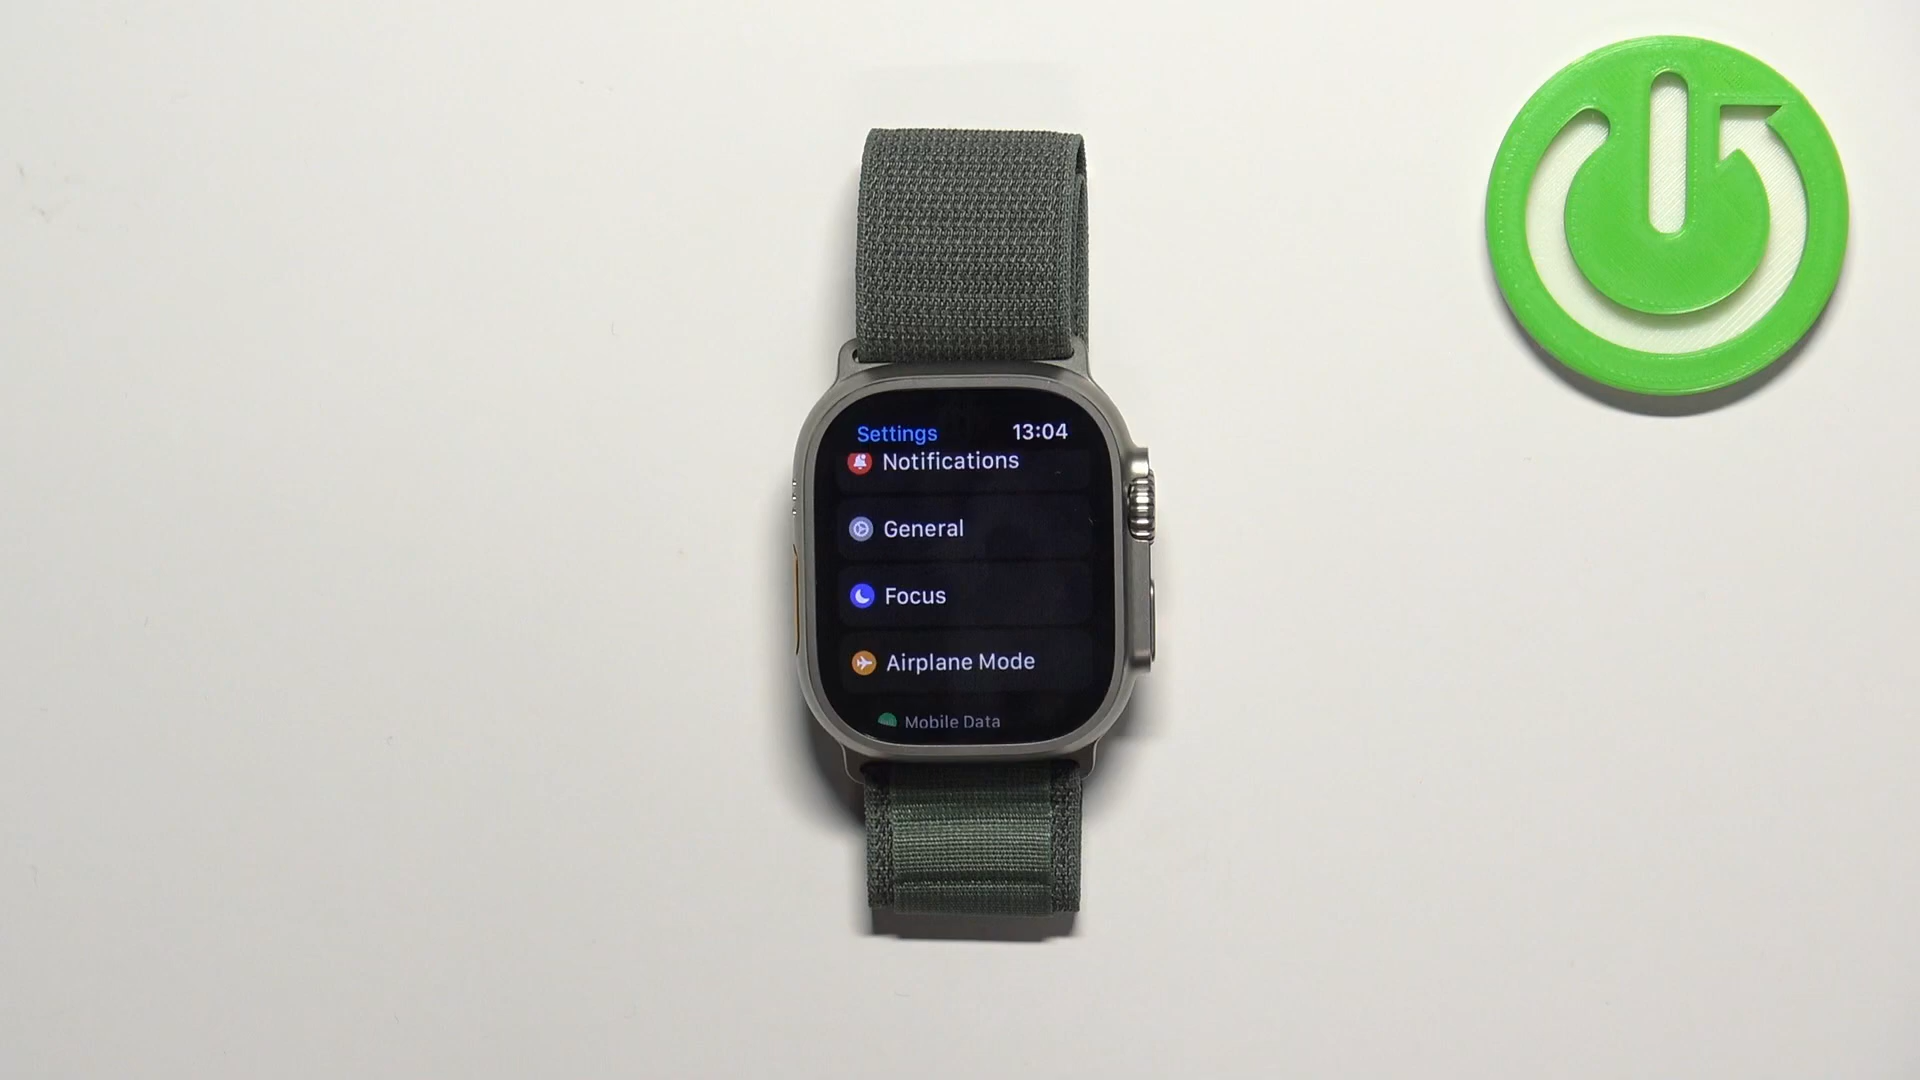 Settings 13:04
Notifications
General
Focus
Airplane Mode
Mobile Data